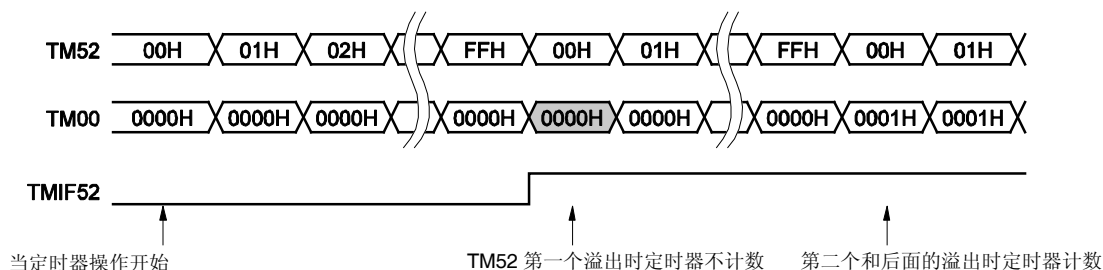 TM52 00H 01H 02H FFH 00H 01H FFH 00H 01H
TM00 0000H 0000H 0000H 0000H 0000H 0000H 0000H 0001H 0001H
TMIF52
当定时器操作开始 TM52 第一个溢出时定时器不计数 第二个和后面的溢出时定时器计数